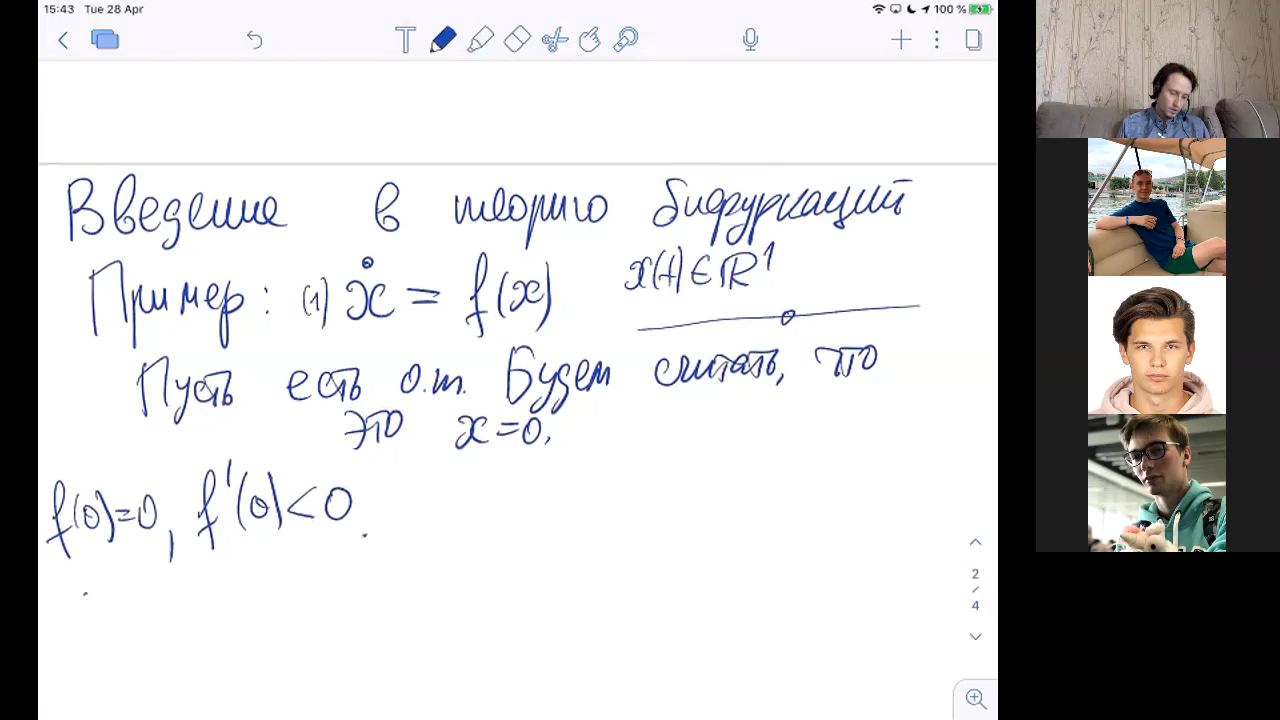 15:43 Tue 28 Apr 100 %
Введение в теорию бифуркаций
Пример: (1) ẋ = f(x) x(t)∈ℝ¹
Пусть есть о.т. Будем считать, что
это x=0.
f(0)=0, f'(0)<0
2
/
4